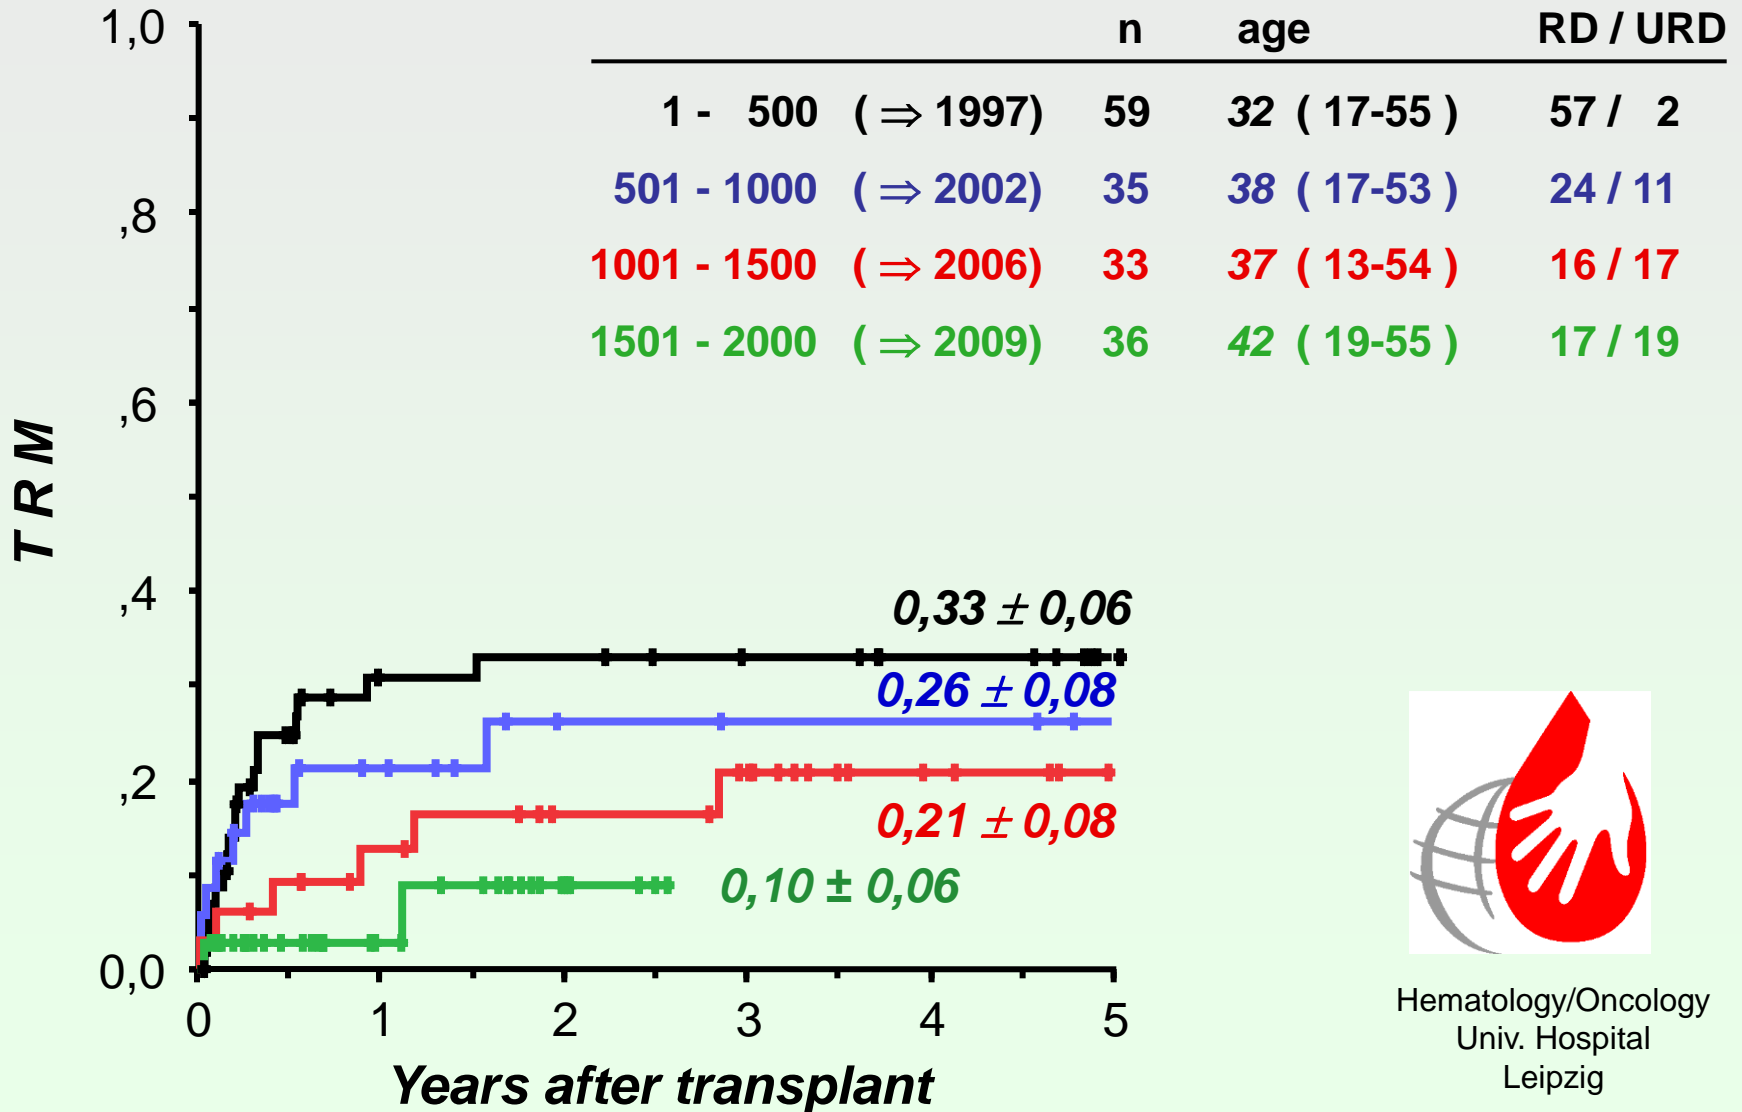 n age RD / URD
1 - 500 ( ⇒ 1997) 59 32 ( 17-55 ) 57 / 2
501 - 1000 ( ⇒ 2002) 35 38 ( 17-53 ) 24 / 11
1001 - 1500 ( ⇒ 2006) 33 37 ( 13-54 ) 16 / 17
1501 - 2000 ( ⇒ 2009) 36 42 ( 19-55 ) 17 / 19
1,0
,8
,6
,4
,2
0,0
T R M
0,33 ± 0,06
0,26 ± 0,08
0,21 ± 0,08
0,10 ± 0,06
0 1 2 3 4 5
Years after transplant
Hematology/Oncology
Univ. Hospital
Leipzig